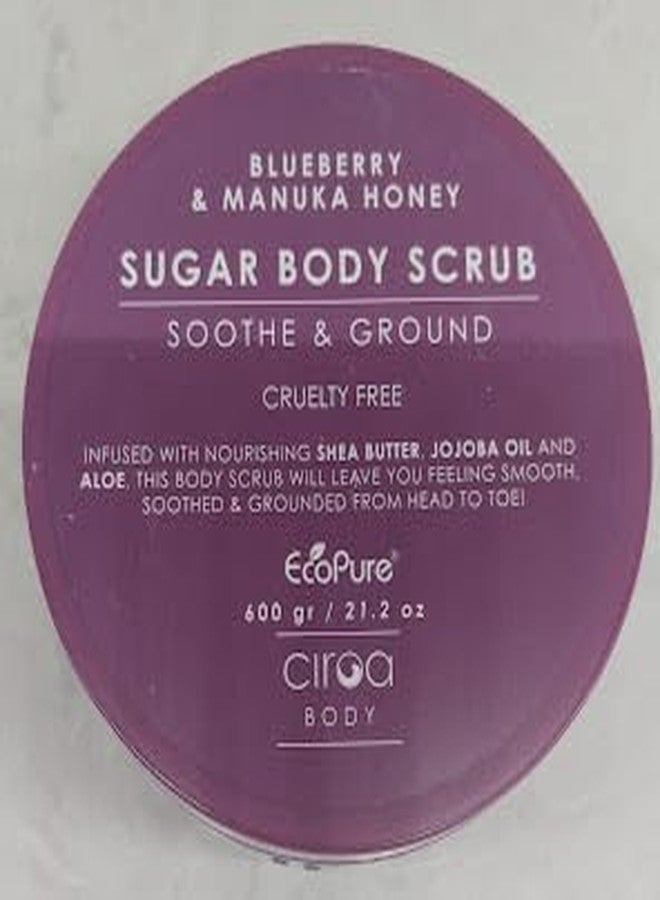 BLUEBERRY
& MANUKA HONEY
SUGAR BODY SCRUB
SOOTHE & GROUND
CRUELTY FREE
INFUSED WITH NOURISHING SHEA BUTTER, JOJOBA OIL AND
ALOE, THIS BODY SCRUB WILL LEAVE YOU FEELING SMOOTH,
SOOTHED & GROUNDED FROM HEAD TO TOE!
EcoPure®
600 gr / 21.2 oz
ciroa
BODY